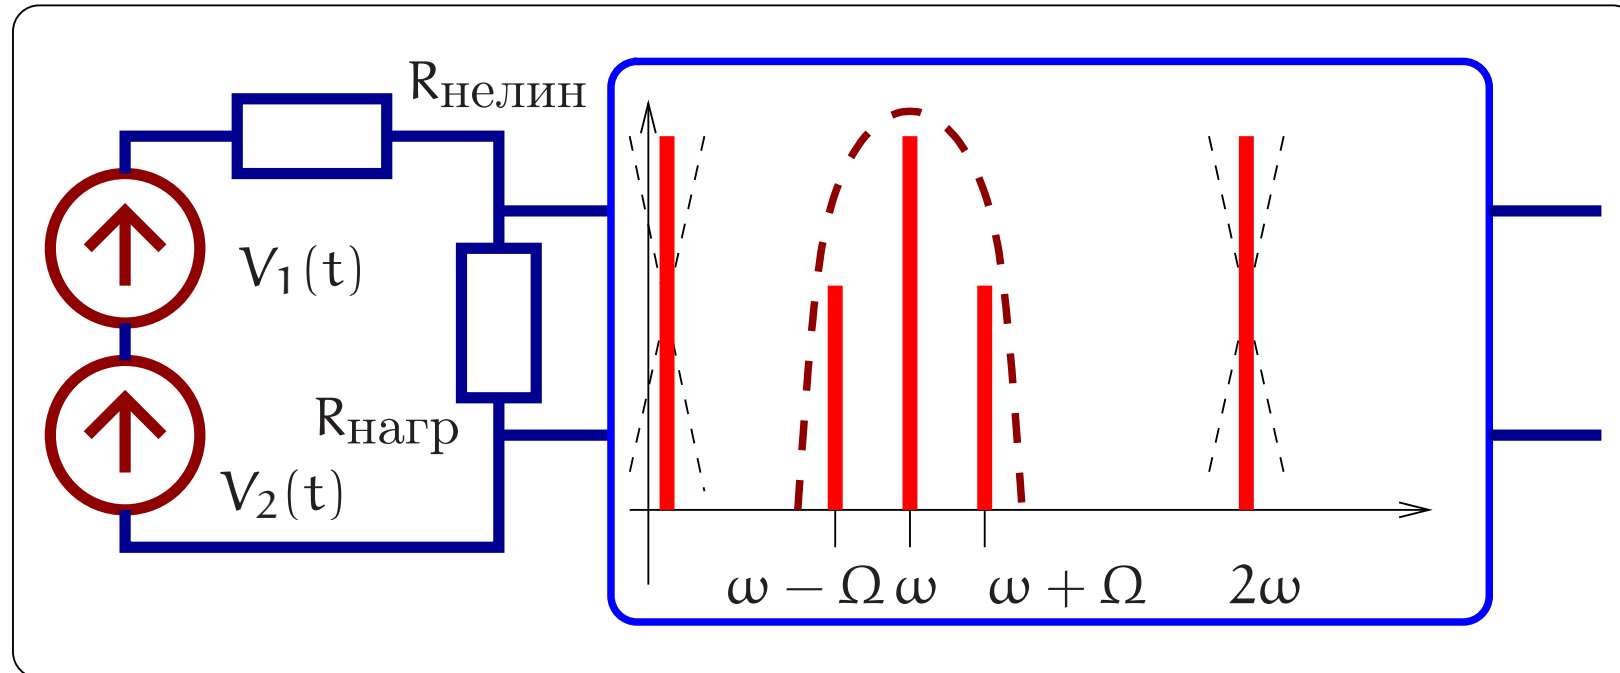 Rнелин
V₁(t)
Rнагр
V₂(t)
ω − Ω ω ω + Ω 2ω